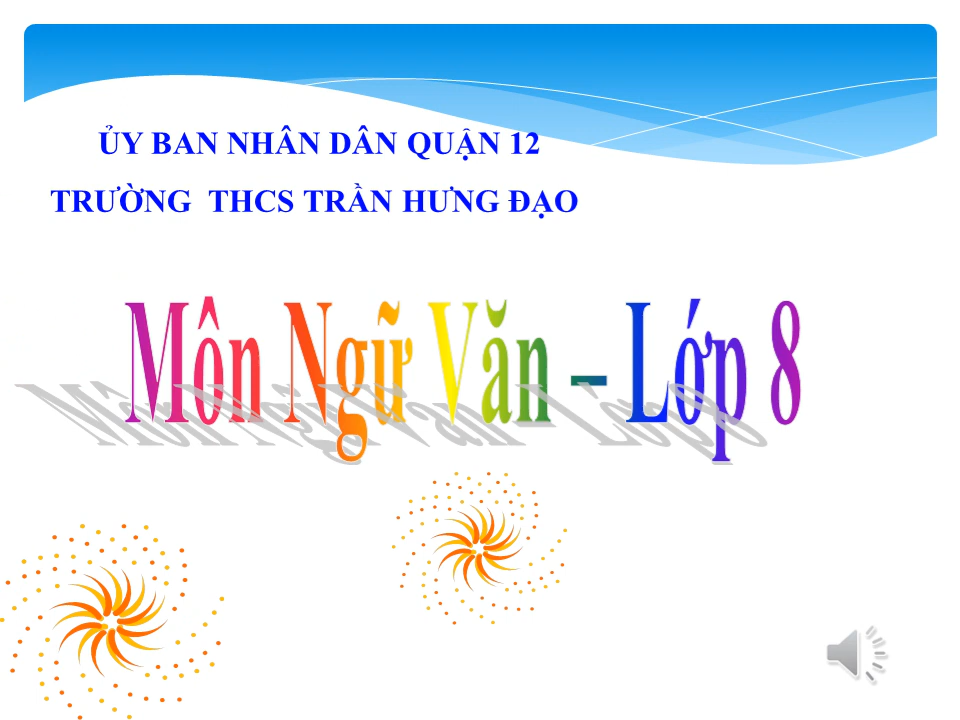 ỦY BAN NHÂN DÂN QUẬN 12
TRƯỜNG THCS TRẦN HƯNG ĐẠO
Môn Ngữ Văn – Lớp 8